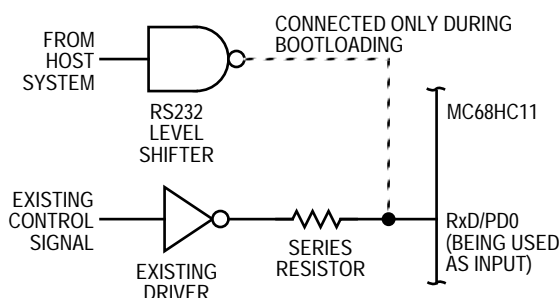 FROM
HOST
SYSTEM
CONNECTED ONLY DURING
BOOTLOADING
RS232
LEVEL
SHIFTER
MC68HC11
EXISTING
CONTROL
SIGNAL
EXISTING
DRIVER
SERIES
RESISTOR
RxD/PD0
(BEING USED
AS INPUT)